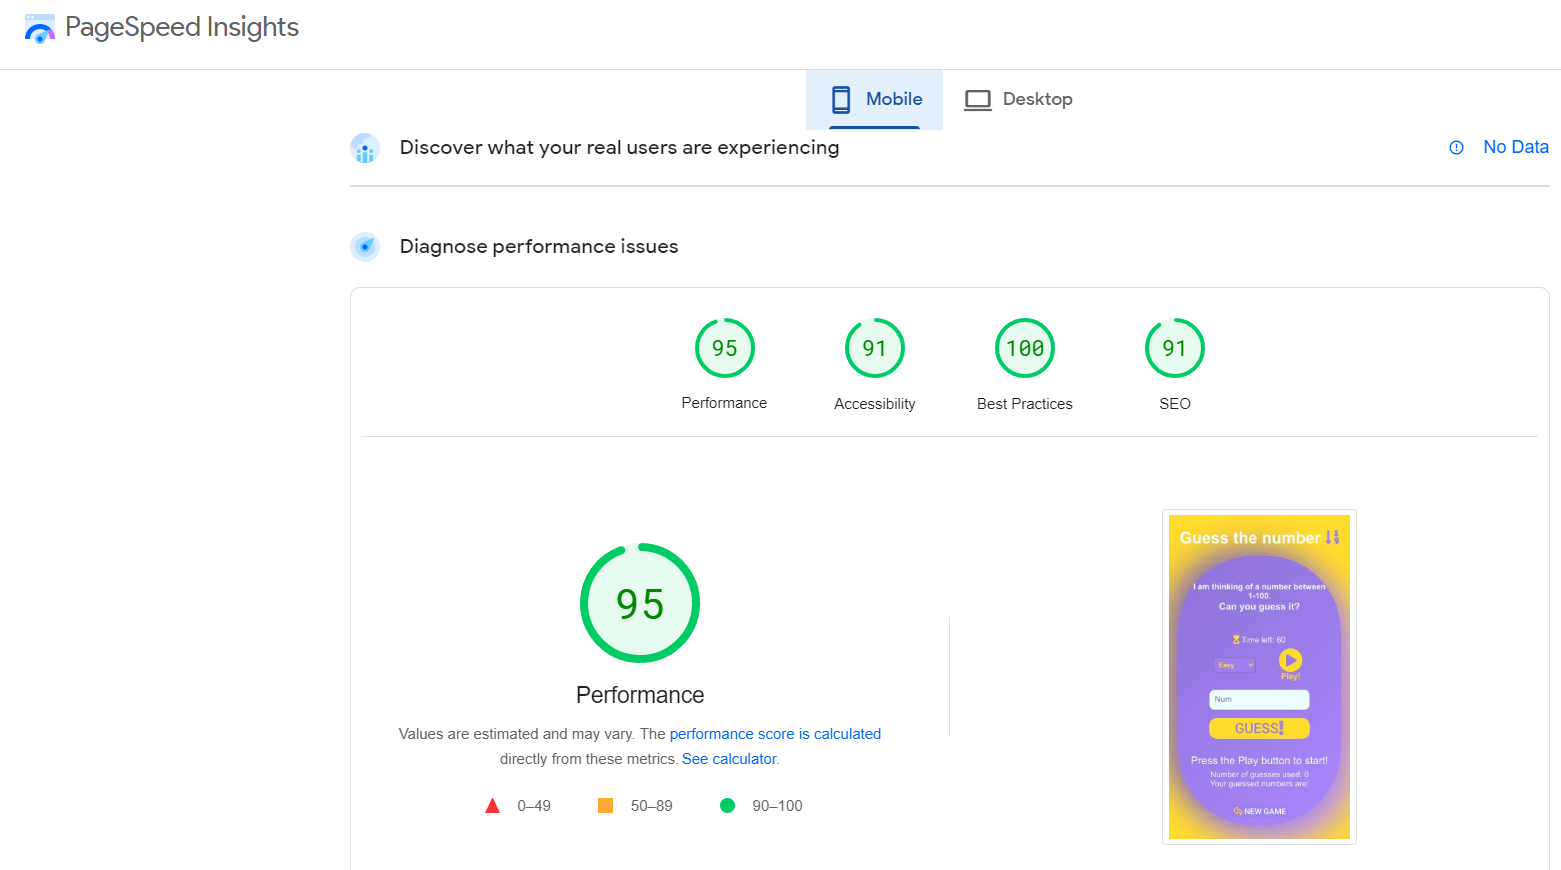 PageSpeed Insights
Mobile
Desktop
Discover what your real users are experiencing
No Data
Diagnose performance issues
95
91
100
91
Performance
Accessibility
Best Practices
SEO
95
Performance
Values are estimated and may vary. The performance score is calculated
directly from these metrics. See calculator.
0–49
50–89
90–100
Guess the number
I am thinking of a number between
1-100.
Can you guess it?
Time left: 60
Easy
Play!
Num
GUESS!
Press the Play button to start!
Number of guesses used: 0
Your guessed numbers are:
NEW GAME